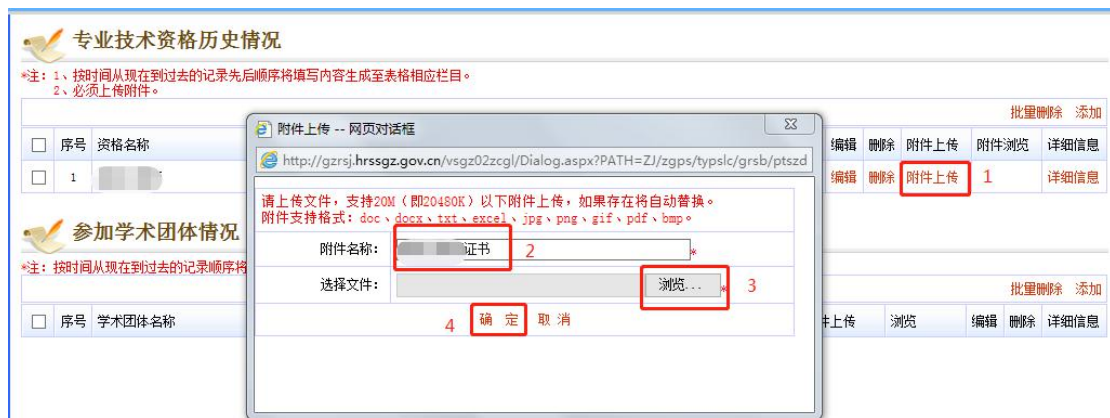 专业技术资格历史情况
*注：1、按时间从现在到过去的记录先后顺序将填写内容生成至表格相应栏目。
2、必须上传附件。
批量删除 添加
序号 资格名称 编辑 删除 附件上传 附件浏览 详细信息
1 编辑 删除 附件上传 1 详细信息
附件上传 -- 网页对话框
http://gzrsj.hrssgz.gov.cn/vsgz02zcgl/Dialog.aspx?PATH=ZJ/zgps/typslc/grsb/ptszd
请上传文件，支持20M（即20480K）以下附件上传，如果存在将自动替换。
附件支持格式：doc、docx、txt、excel、jpg、png、gif、pdf、bmp。
附件名称： 证书 2 *
选择文件： 浏览... * 3
4 确 定 取 消
参加学术团体情况
*注：按时间从现在到过去的记录顺序将
批量删除 添加
序号 学术团体名称 件上传 浏览 编辑 删除 详细信息